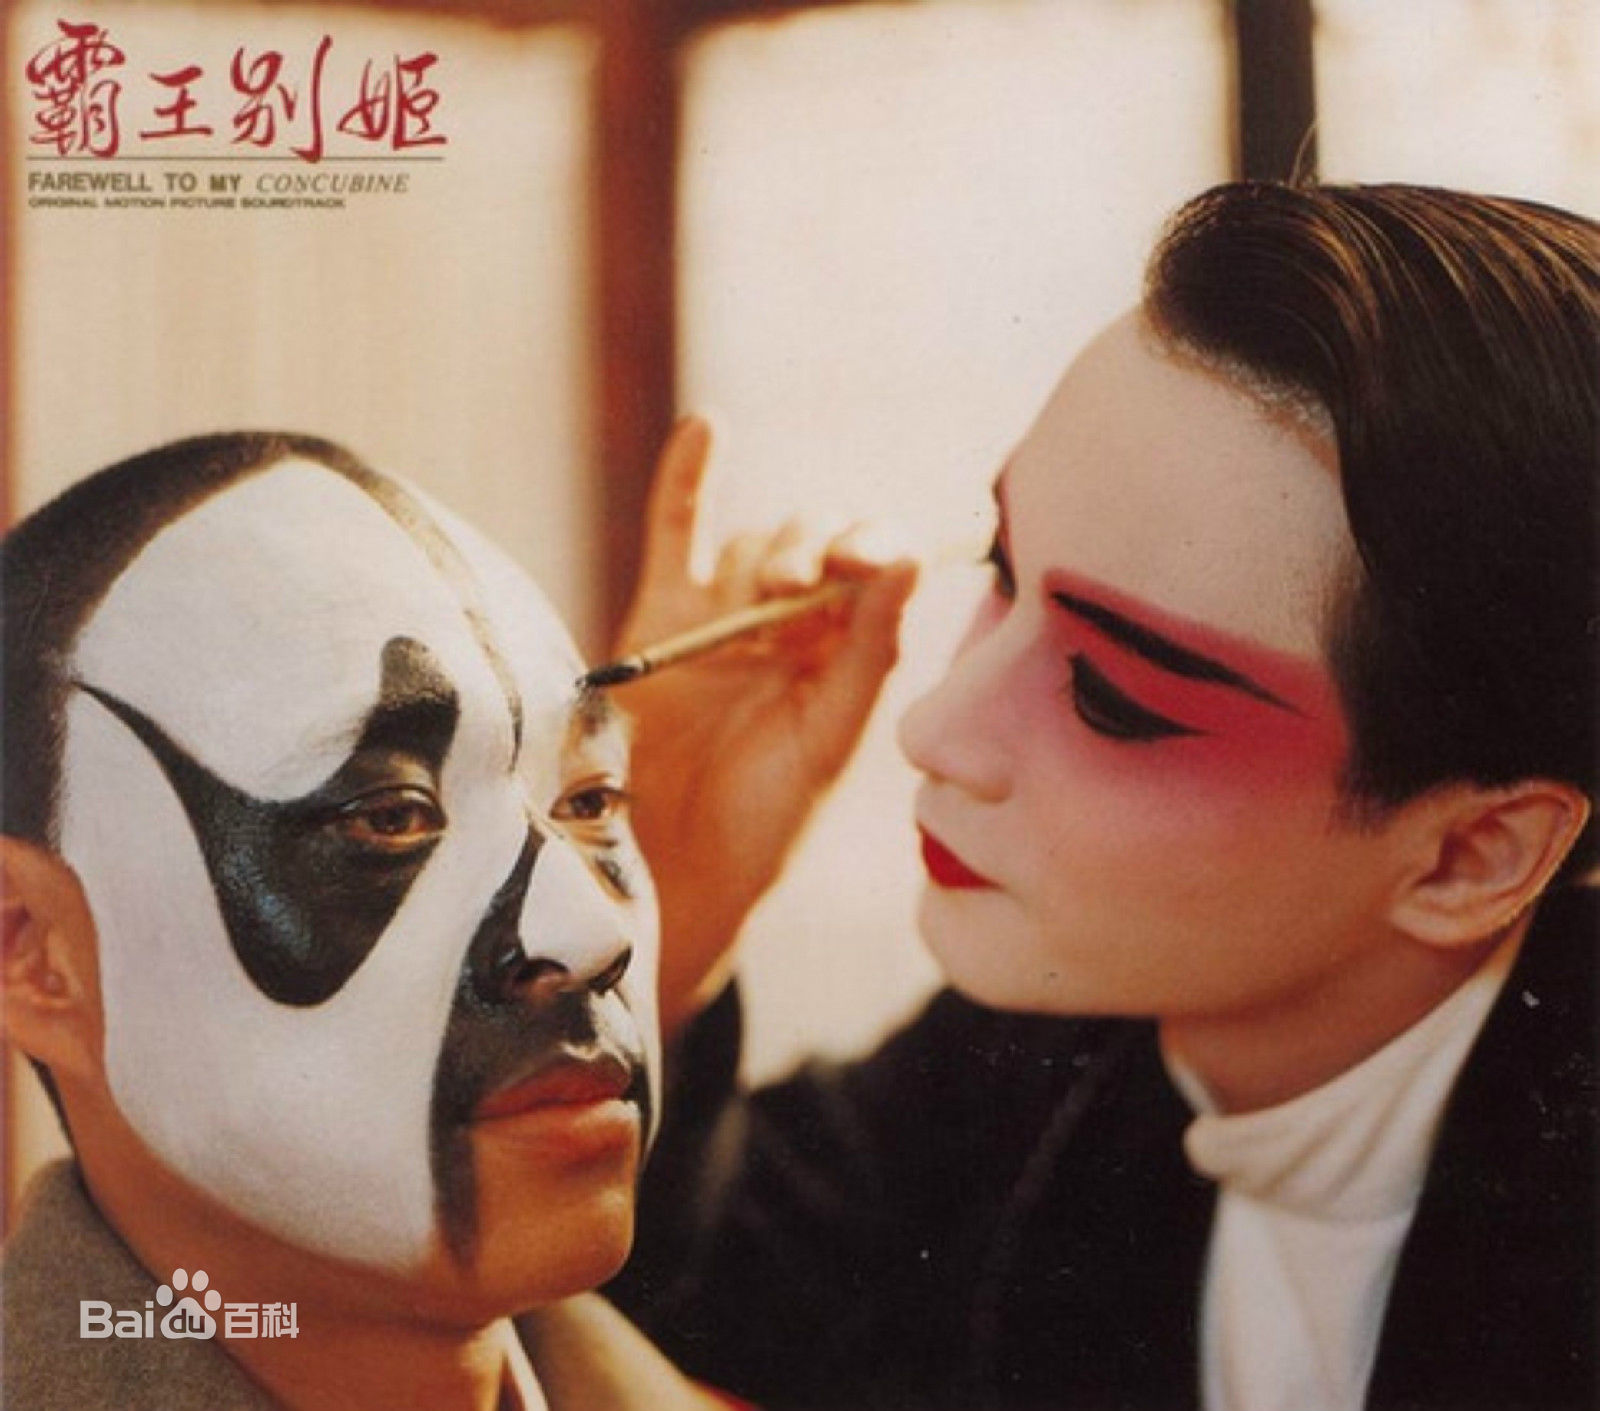 霸王别姬
FAREWELL TO MY CONCUBINE
ORIGINAL MOTION PICTURE SOUNDTRACK
Baidu百科